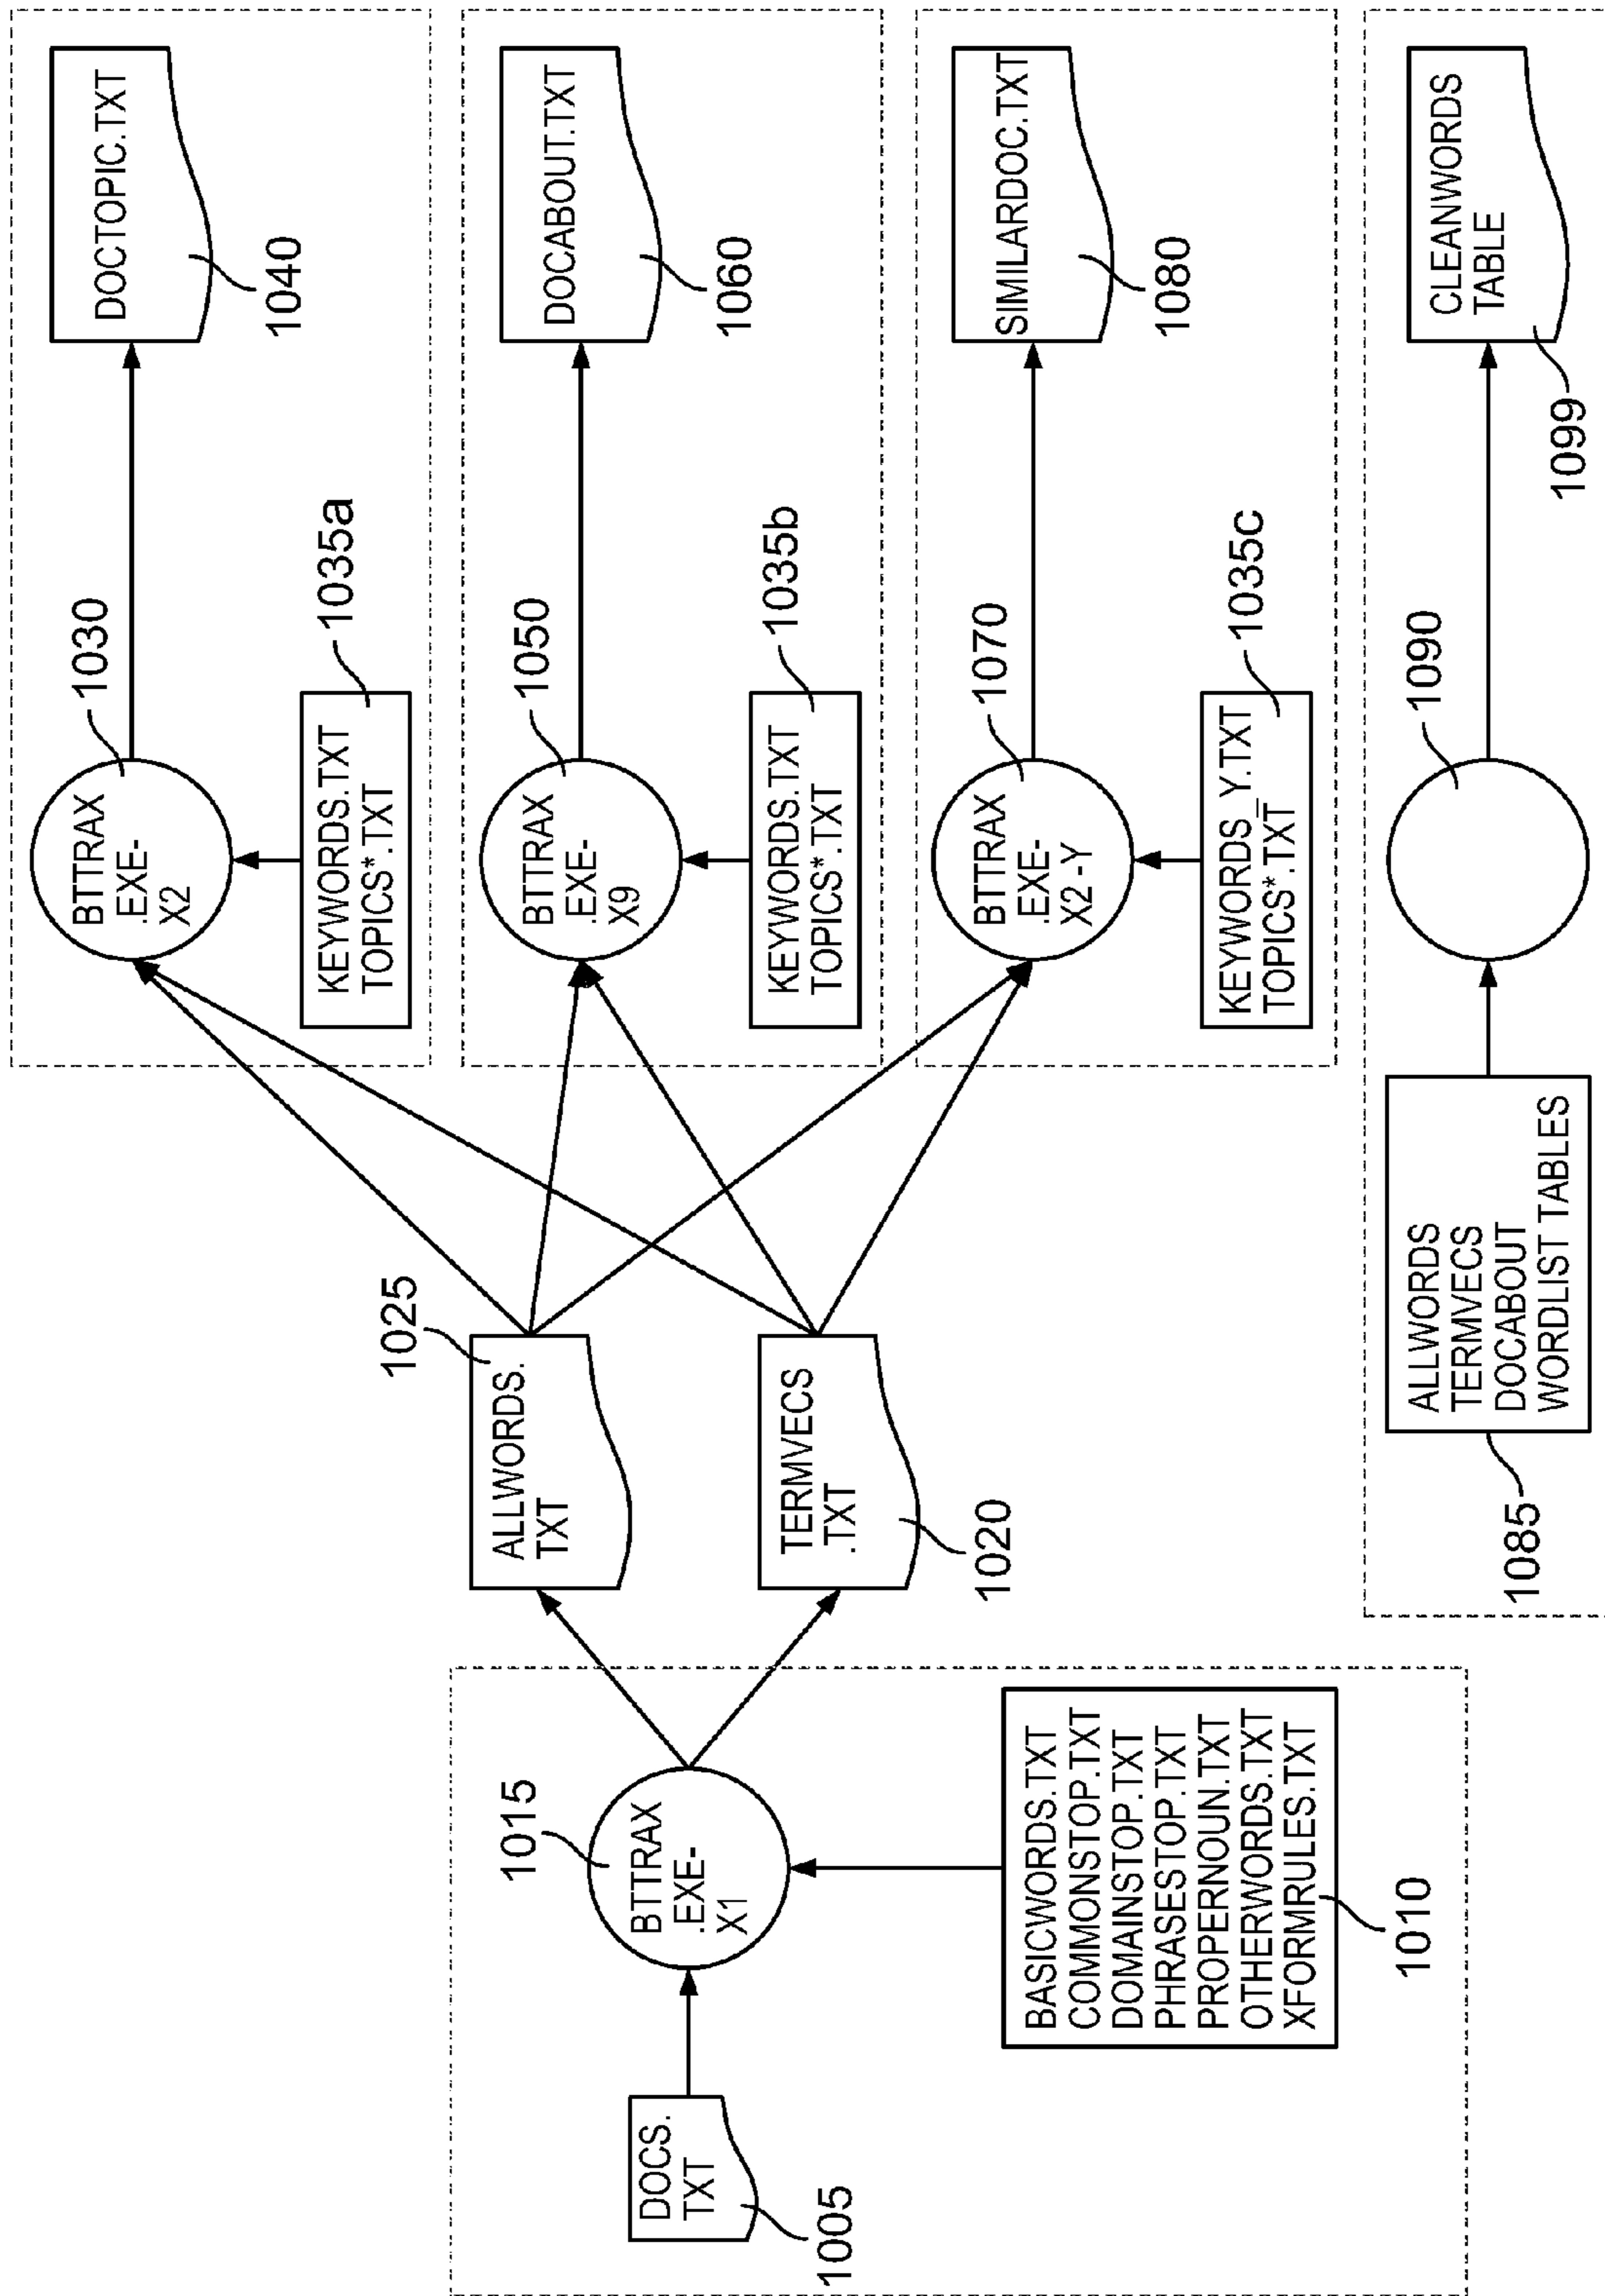 DOCS.
TXT
1005
BTTRAX
.EXE-
X1
1015
BASICWORDS.TXT
COMMONSTOP.TXT
DOMAINSTOP.TXT
PHRASESTOP.TXT
PROPERNOUN.TXT
OTHERWORDS.TXT
XFORMRULES.TXT
1010
ALLWORDS.
TXT
1025
TERMVECS
.TXT
1020
BTTRAX
.EXE-
X2
1030
KEYWORDS.TXT
TOPICS*.TXT
1035a
DOCTOPIC.TXT
1040
BTTRAX
.EXE-
X9
1050
KEYWORDS.TXT
TOPICS*.TXT
1035b
DOCABOUT.TXT
1060
BTTRAX
.EXE-
X2-Y
1070
KEYWORDS_Y.TXT
TOPICS*.TXT
1035c
SIMILARDOC.TXT
1080
ALLWORDS
TERMVECS
DOCABOUT
WORDLIST TABLES
1085
1090
CLEANWORDS
TABLE
1099